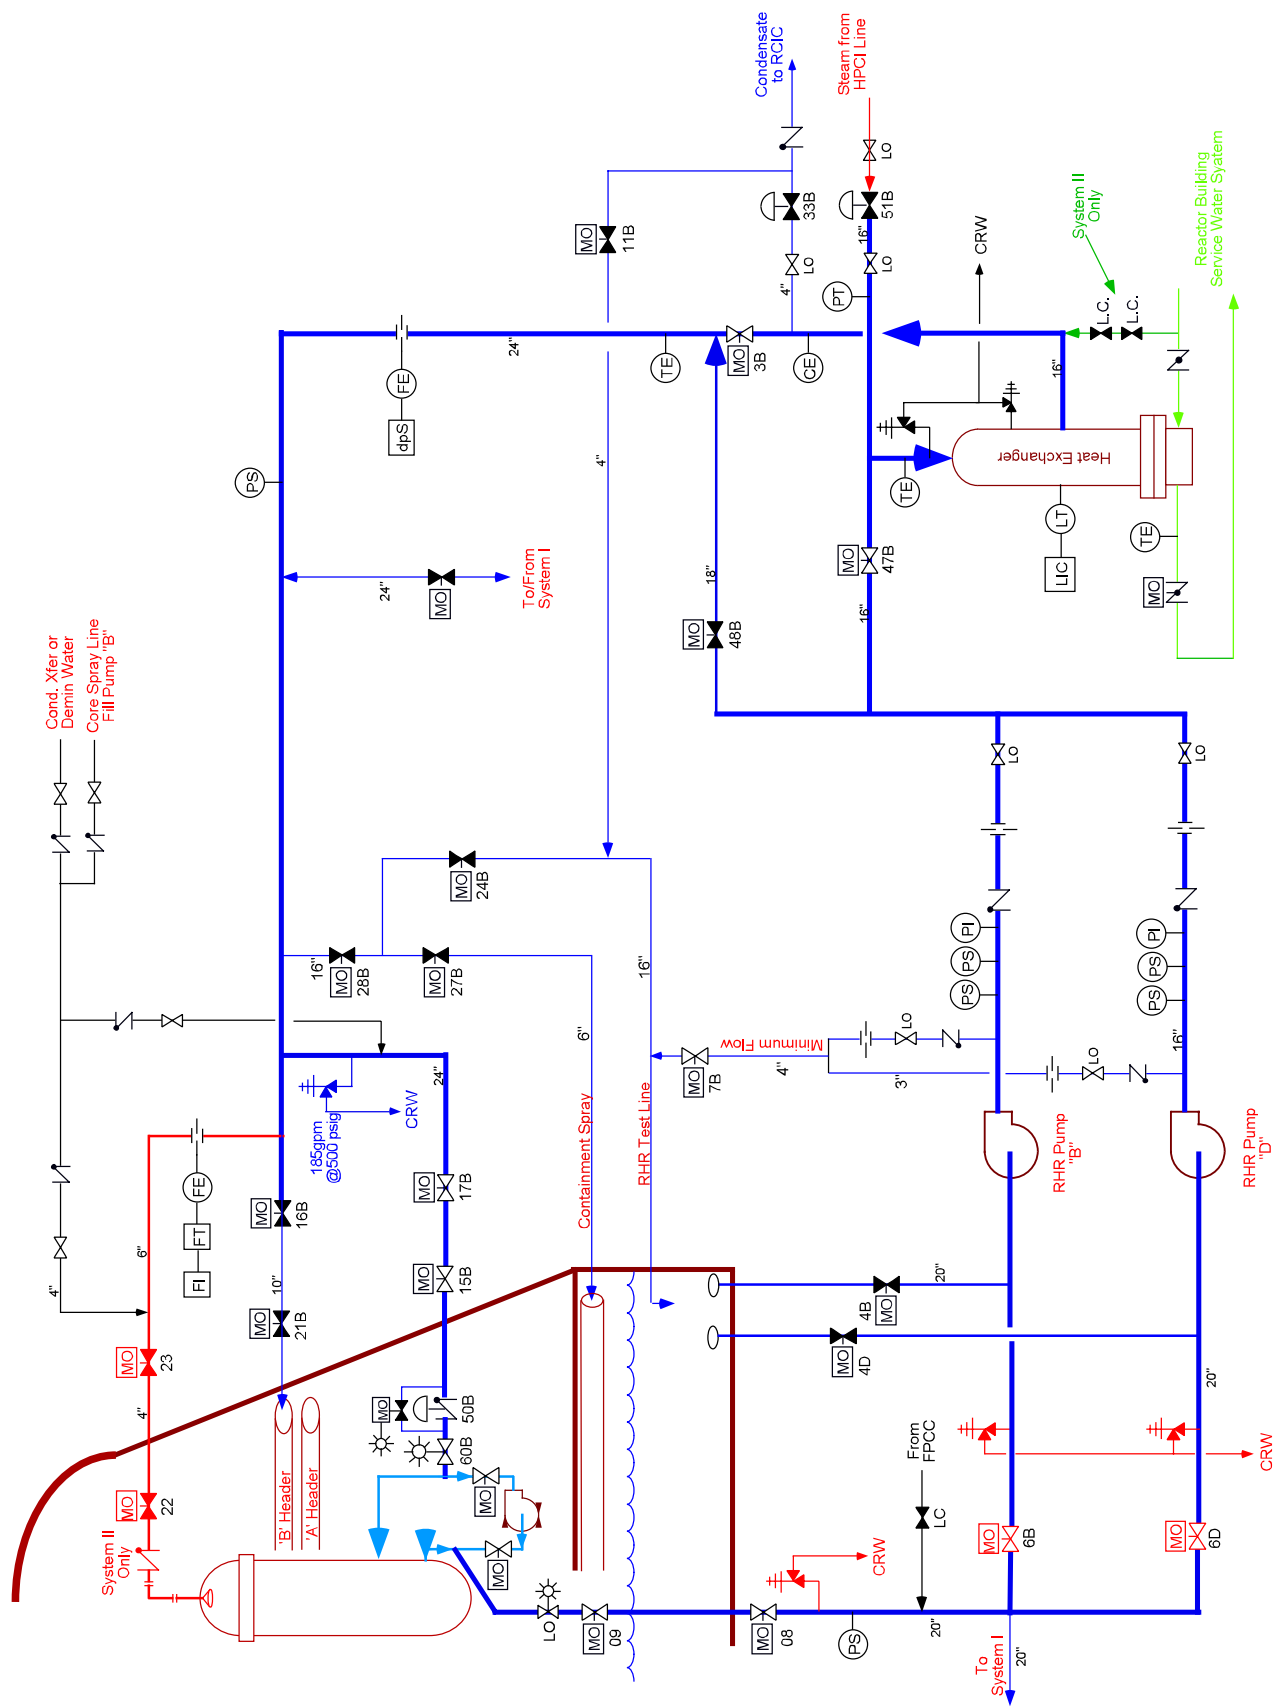 Condensate
to RCIC
Steam from
HPCI Line
LO
33B
51B
16"
LO
4"
LO
MO
11B
PT
CRW
System II
Only
L.C.
L.C.
Reactor Building
Service Water Syatem
24"
FE
dpS
TE
MO
3B
CE
16"
Heat Exchanger
TE
LT
LIC
TE
MO
PS
4"
18"
MO
47B
16"
MO
48B
24"
MO
To/From
System I
Cond. Xfer or
Demin Water
Core Spray Line
Fill Pump "B"
LO
LO
MO
24B
16"
MO
28B
MO
27B
16"
6"
PI
PS
PS
PI
PS
PS
16"
Minimum Flow
LO
4"
3"
MO
7B
LO
24"
CRW
185gpm
@500 psig
Containment Spray
RHR Test Line
RHR Pump
"B"
RHR Pump
"D"
FE
FT
FI
6"
4"
MO
16B
MO
17B
10"
MO
21B
MO
15B
20"
4B
MO
MO
4D
20"
MO
23
4"
MO
22
System II
Only
'B' Header
'A' Header
MO
50B
60B
MO
MO
LO
MO
09
MO
08
CRW
PS
From
FPCC
LC
20"
MO
6B
MO
6D
CRW
To
System I
20"